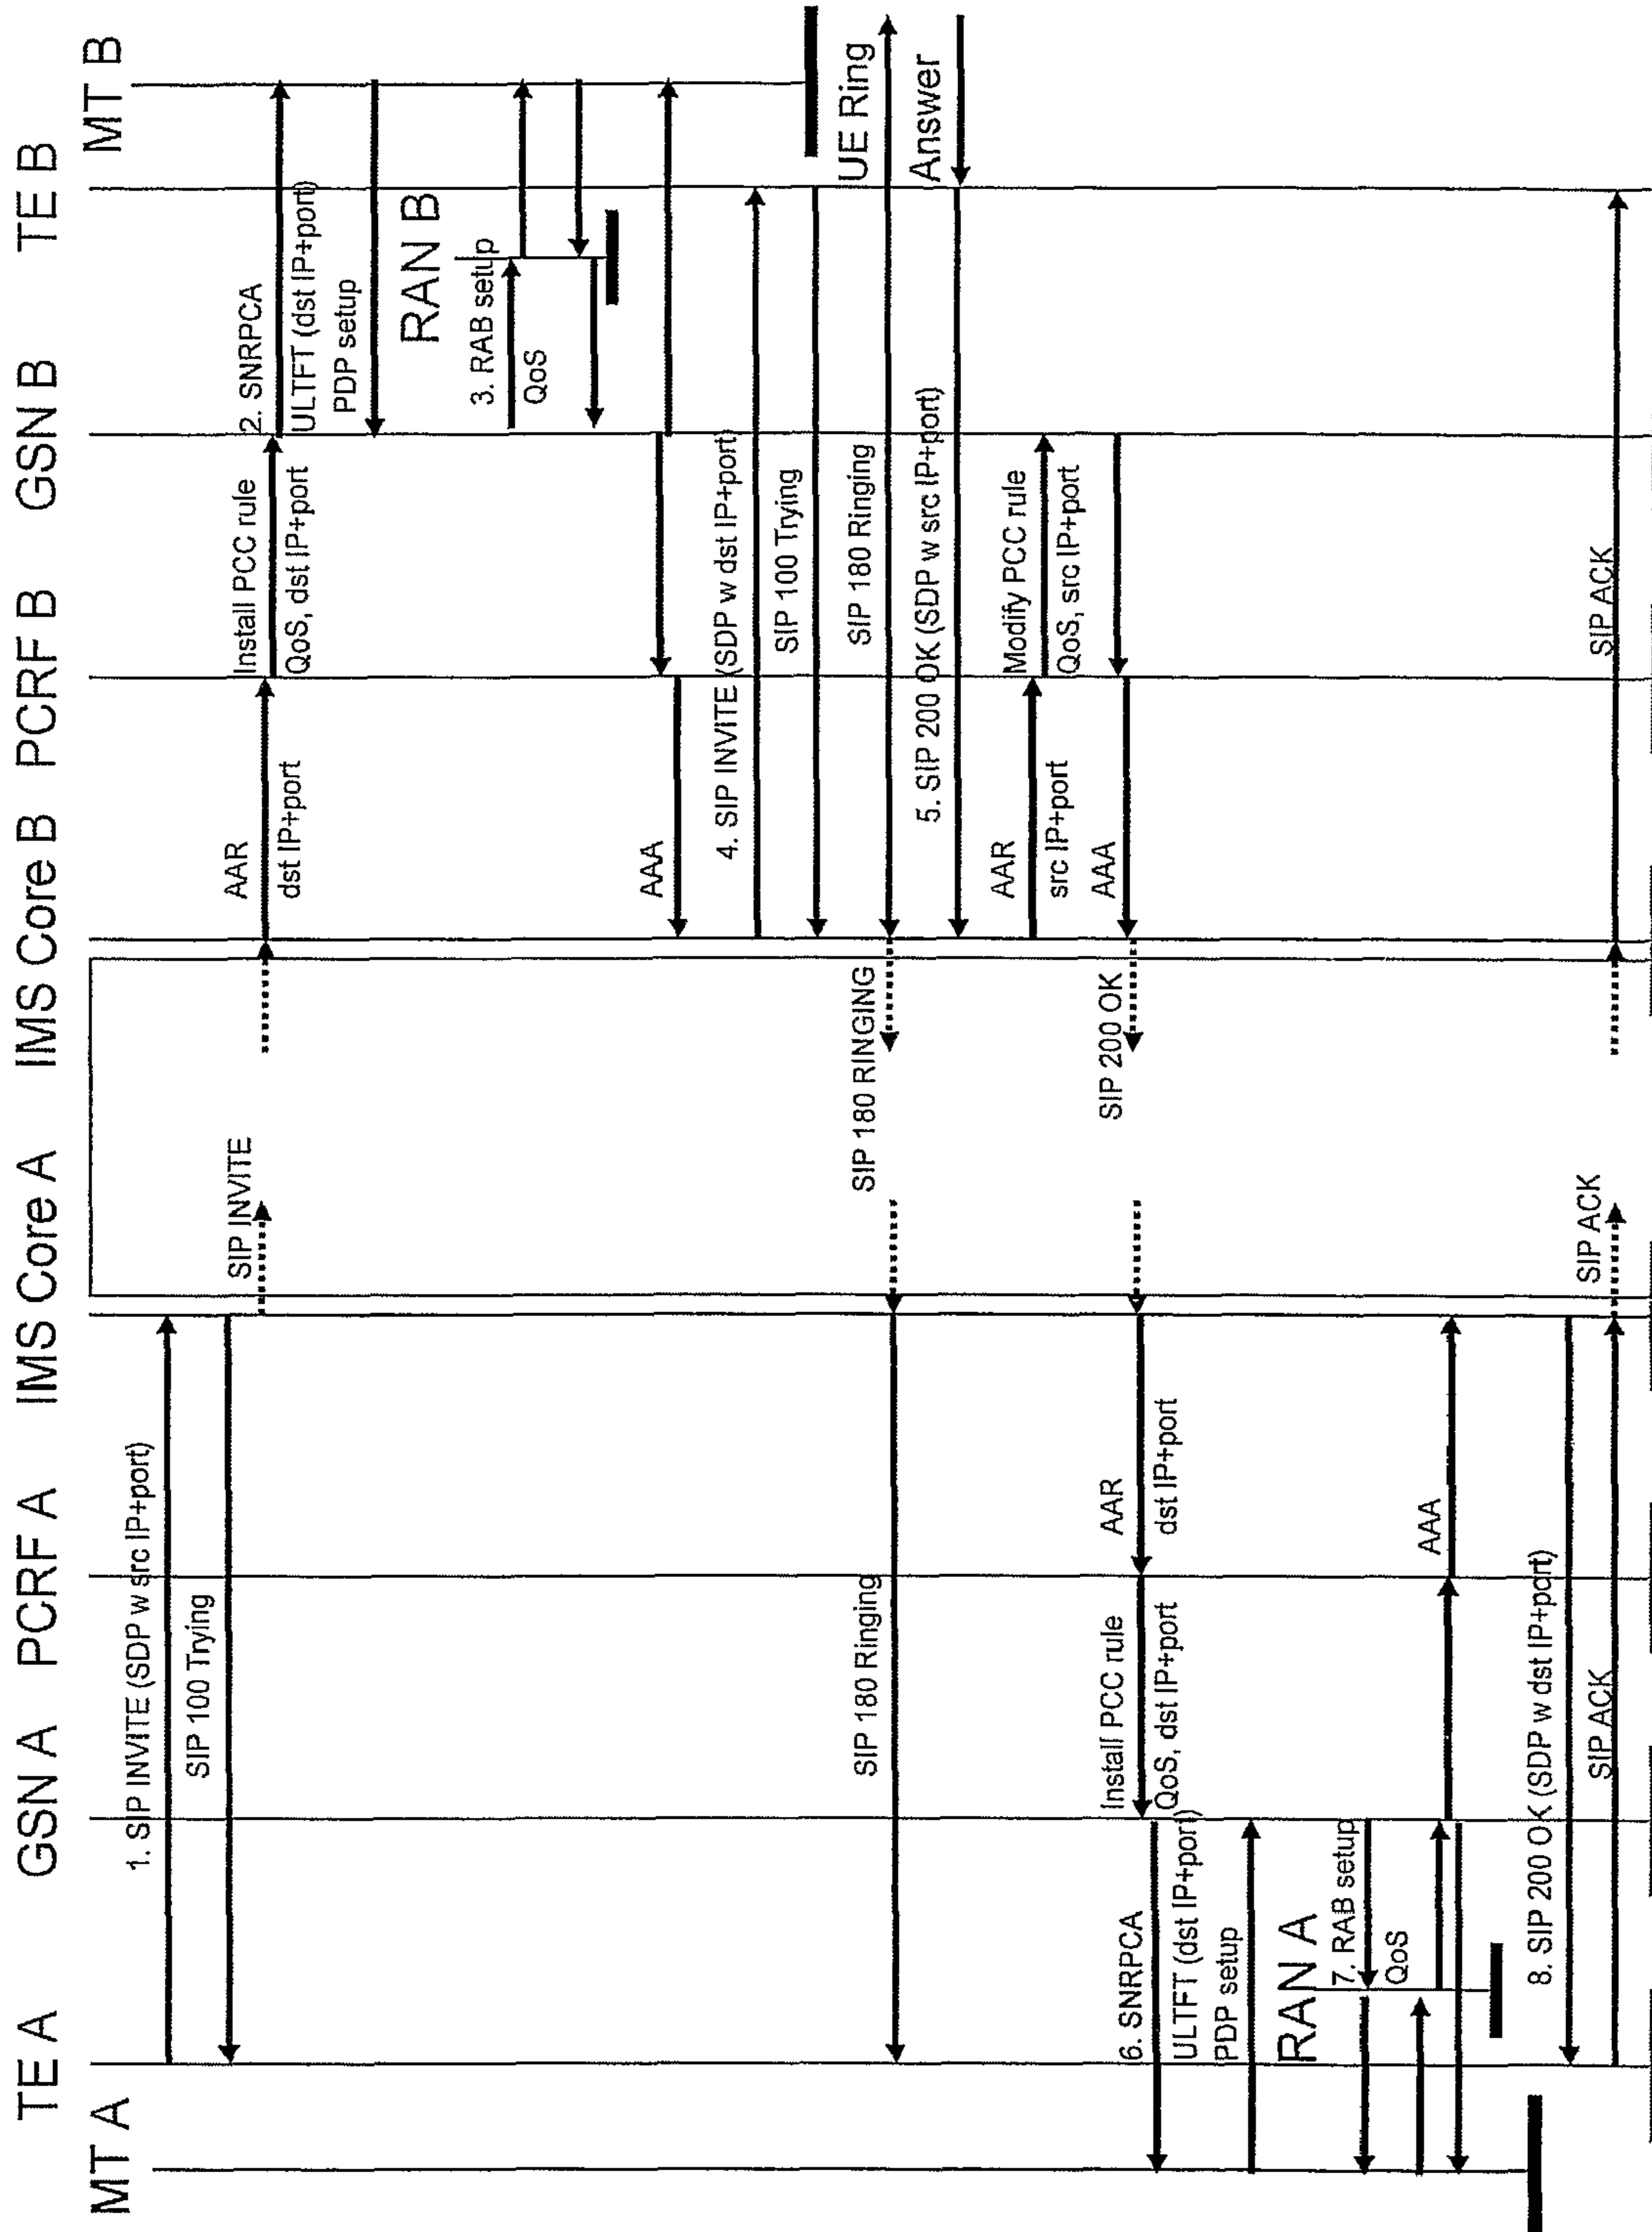 TE A
GSN A
PCRF A
IMS Core A
IMS Core B
PCRF B
GSN B
TE B
MT A
MT B
1. SIP INVITE (SDP w src IP+port)
SIP 100 Trying
SIP INVITE
AAR
dst IP+port
Install PCC rule
QoS, dst IP+port
2. SNRPCA
ULTFT (dst IP+port)
PDP setup
RAN B
3. RAB setup
QoS
AAA
4. SIP INVITE (SDP w dst IP+port)
SIP 100 Trying
UE Ring
SIP 180 Ringing
SIP 180 RINGING
SIP 180 Ringing
Answer
5. SIP 200 OK (SDP w src IP+port)
AAR
src IP+port
Modify PCC rule
QoS, src IP+port
AAA
SIP 200 OK
AAR
dst IP+port
Install PCC rule
QoS, dst IP+port
6. SNRPCA
ULTFT (dst IP+port)
PDP setup
RAN A
7. RAB setup
QoS
AAA
8. SIP 200 OK (SDP w dst IP+port)
SIP ACK
SIP ACK
SIP ACK